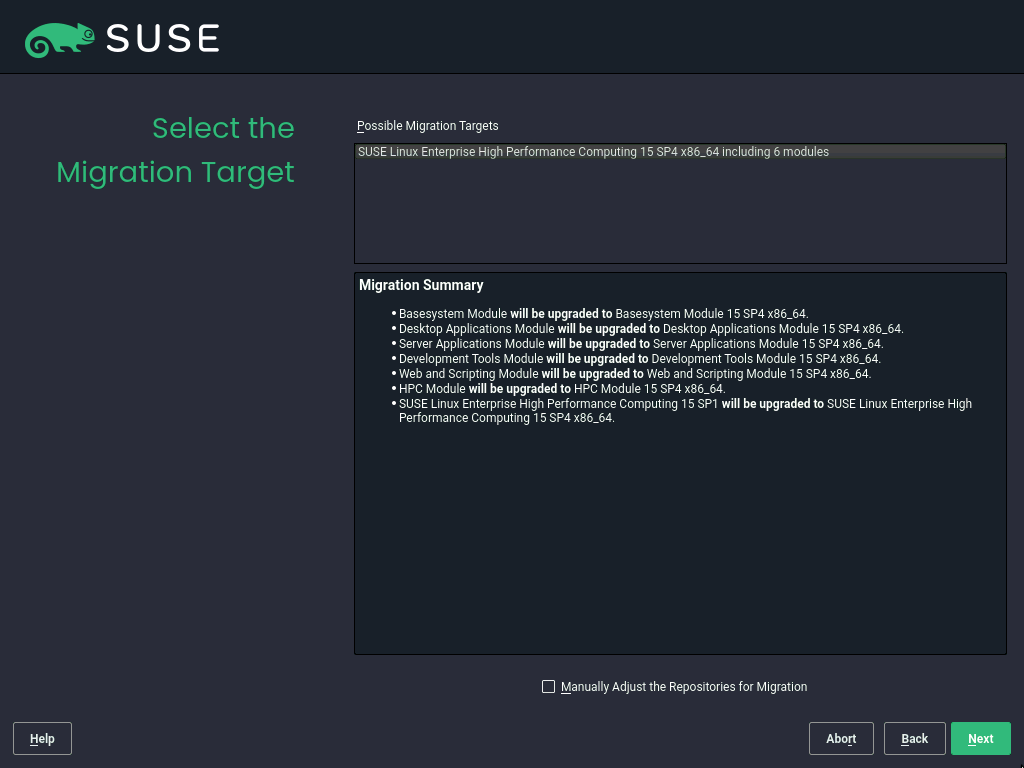 SUSE
Select the
Migration Target
Possible Migration Targets
SUSE Linux Enterprise High Performance Computing 15 SP4 x86_64 including 6 modules
Migration Summary
• Basesystem Module will be upgraded to Basesystem Module 15 SP4 x86_64.
• Desktop Applications Module will be upgraded to Desktop Applications Module 15 SP4 x86_64.
• Server Applications Module will be upgraded to Server Applications Module 15 SP4 x86_64.
• Development Tools Module will be upgraded to Development Tools Module 15 SP4 x86_64.
• Web and Scripting Module will be upgraded to Web and Scripting Module 15 SP4 x86_64.
• HPC Module will be upgraded to HPC Module 15 SP4 x86_64.
• SUSE Linux Enterprise High Performance Computing 15 SP1 will be upgraded to SUSE Linux Enterprise High
Performance Computing 15 SP4 x86_64.
Manually Adjust the Repositories for Migration
Help
Abort
Back
Next